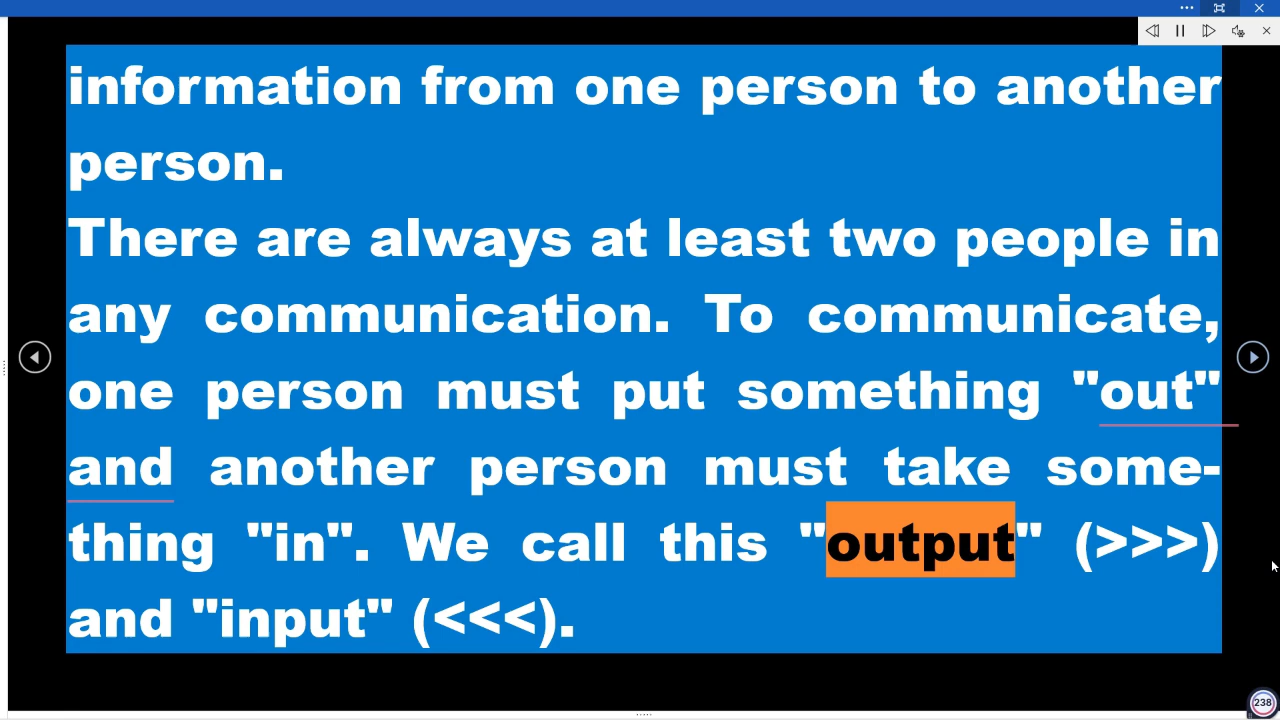 information from one person to another
person.
There are always at least two people in
any communication. To communicate,
one person must put something "out"
and another person must take some-
thing "in". We call this "output" (>>>)
and "input" (<<<).
238